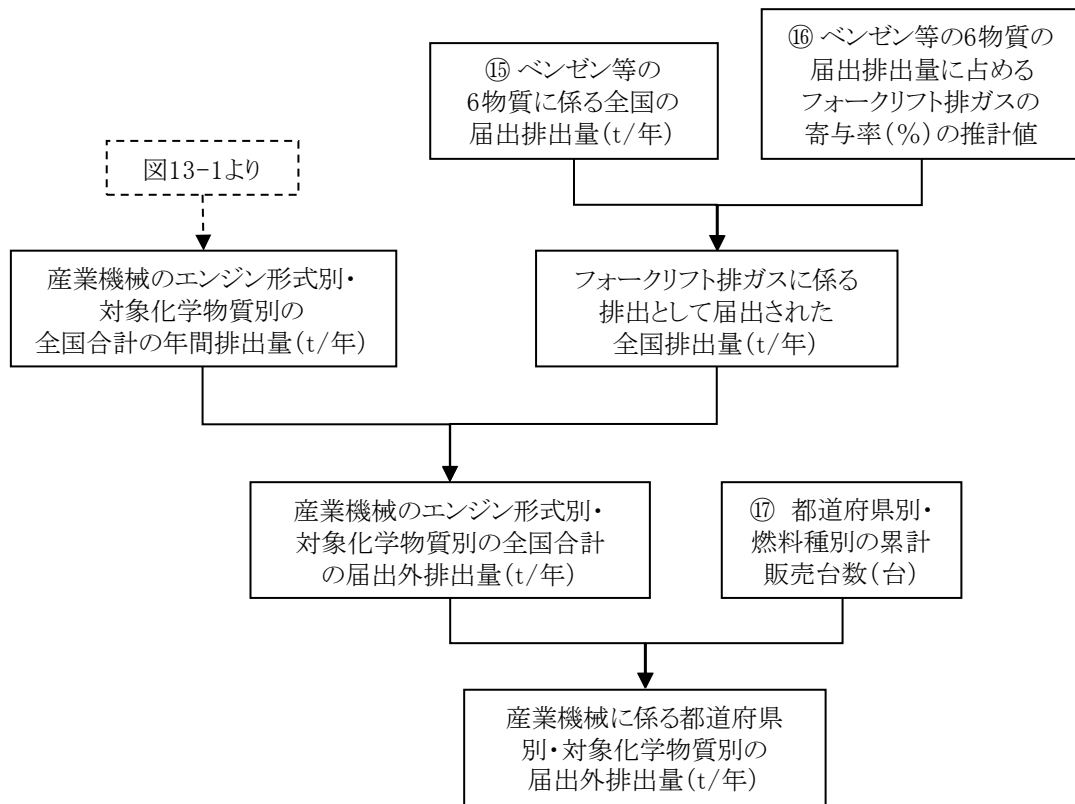 ⑮ ベンゼン等の
6物質に係る全国の
届出排出量(t/年)
⑯ ベンゼン等の6物質の
届出排出量に占める
フォークリフト排ガスの
寄与率(%)の推計値
図13-1より
産業機械のエンジン形式別・
対象化学物質別の
全国合計の年間排出量(t/年)
フォークリフト排ガスに係る
排出として届出された
全国排出量(t/年)
産業機械のエンジン形式別・
対象化学物質別の全国合計
の届出外排出量(t/年)
⑰ 都道府県別・
燃料種別の累計
販売台数(台)
産業機械に係る都道府県
別・対象化学物質別の
届出外排出量(t/年)